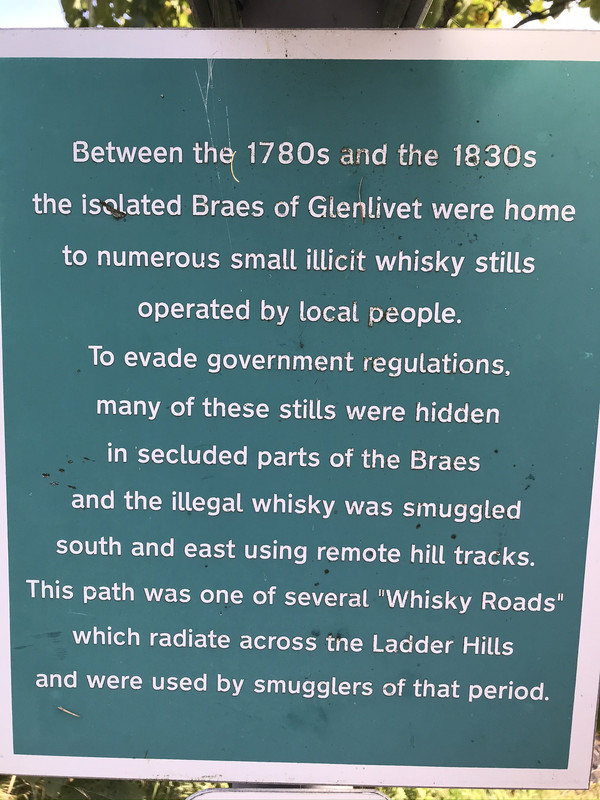 Between the 1780s and the 1830s
the isolated Braes of Glenlivet were home
to numerous small illicit whisky stills
operated by local people.
To evade government regulations,
many of these stills were hidden
in secluded parts of the Braes
and the illegal whisky was smuggled
south and east using remote hill tracks.
This path was one of several "Whisky Roads"
which radiate across the Ladder Hills
and were used by smugglers of that period.